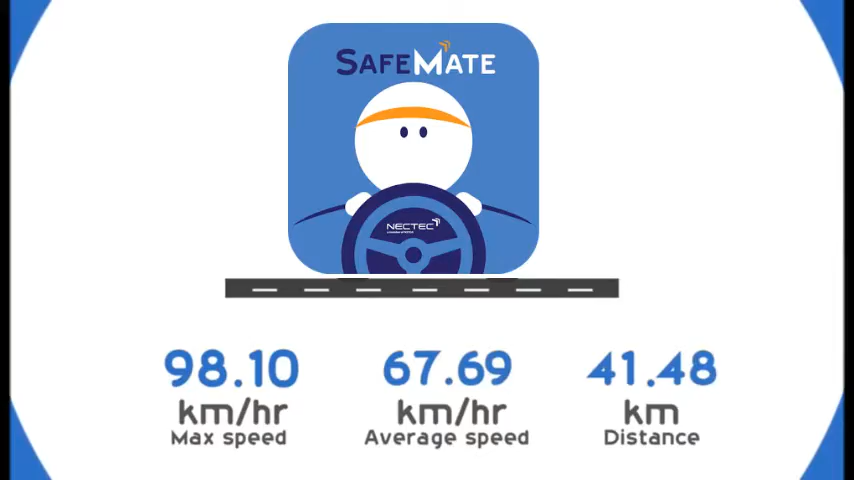 SAFEMATE
NECTEC
98.10 67.69 41.48
km/hr km/hr km
Max speed Average speed Distance